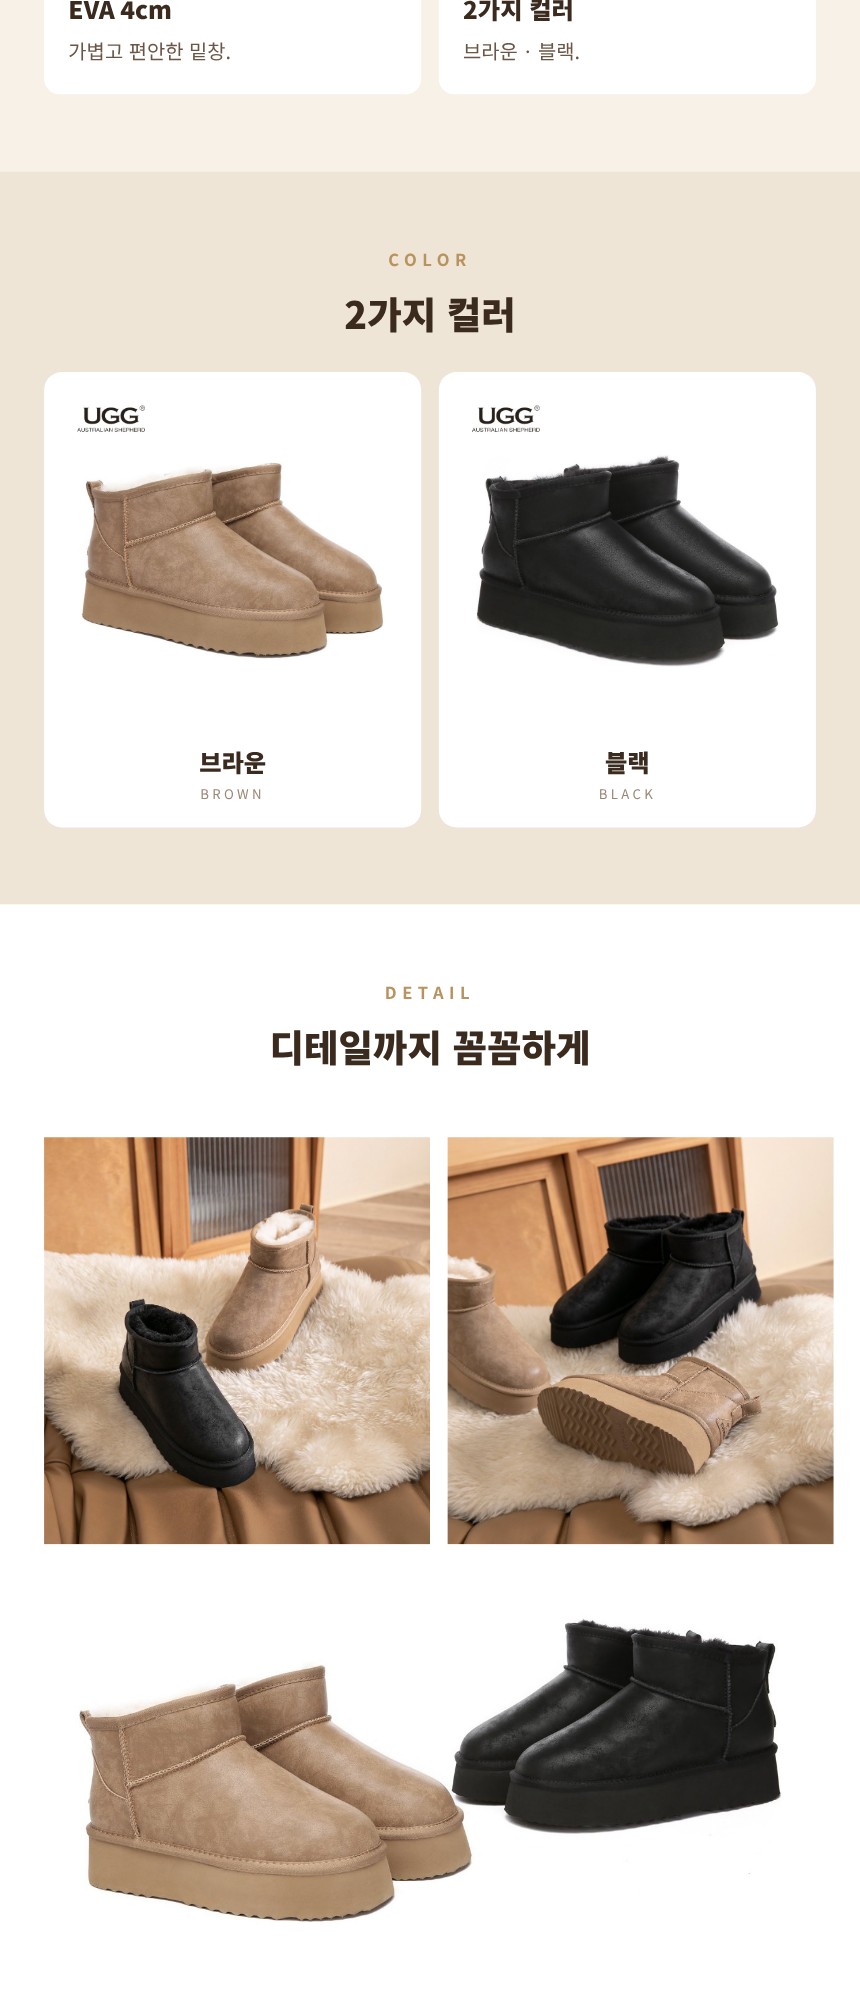 EVA 4cm
가볍고 편안한 밑창.
2가지 컬러
브라운 · 블랙.
COLOR
2가지 컬러
UGG®
AUSTRALIAN SHEPHERD
브라운
BROWN
UGG®
AUSTRALIAN SHEPHERD
블랙
BLACK
DETAIL
디테일까지 꼼꼼하게